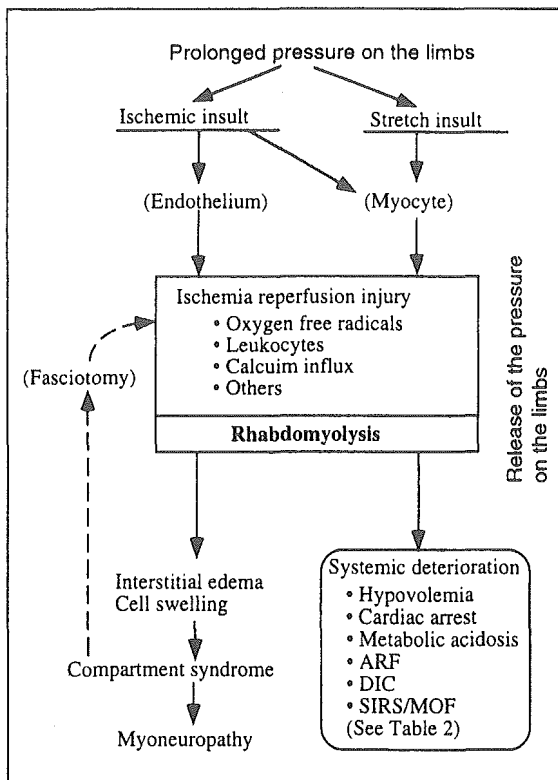 Prolonged pressure on the limbs
Ischemic insult
Stretch insult
(Endothelium)
(Myocyte)
Ischemia reperfusion injury
• Oxygen free radicals
• Leukocytes
• Calcuim influx
• Others
Rhabdomyolysis
(Fasciotomy)
Release of the pressure
on the limbs
Interstitial edema
Cell swelling
Compartment syndrome
Myoneuropathy
Systemic deterioration
• Hypovolemia
• Cardiac arrest
• Metabolic acidosis
• ARF
• DIC
• SIRS/MOF
(See Table 2)